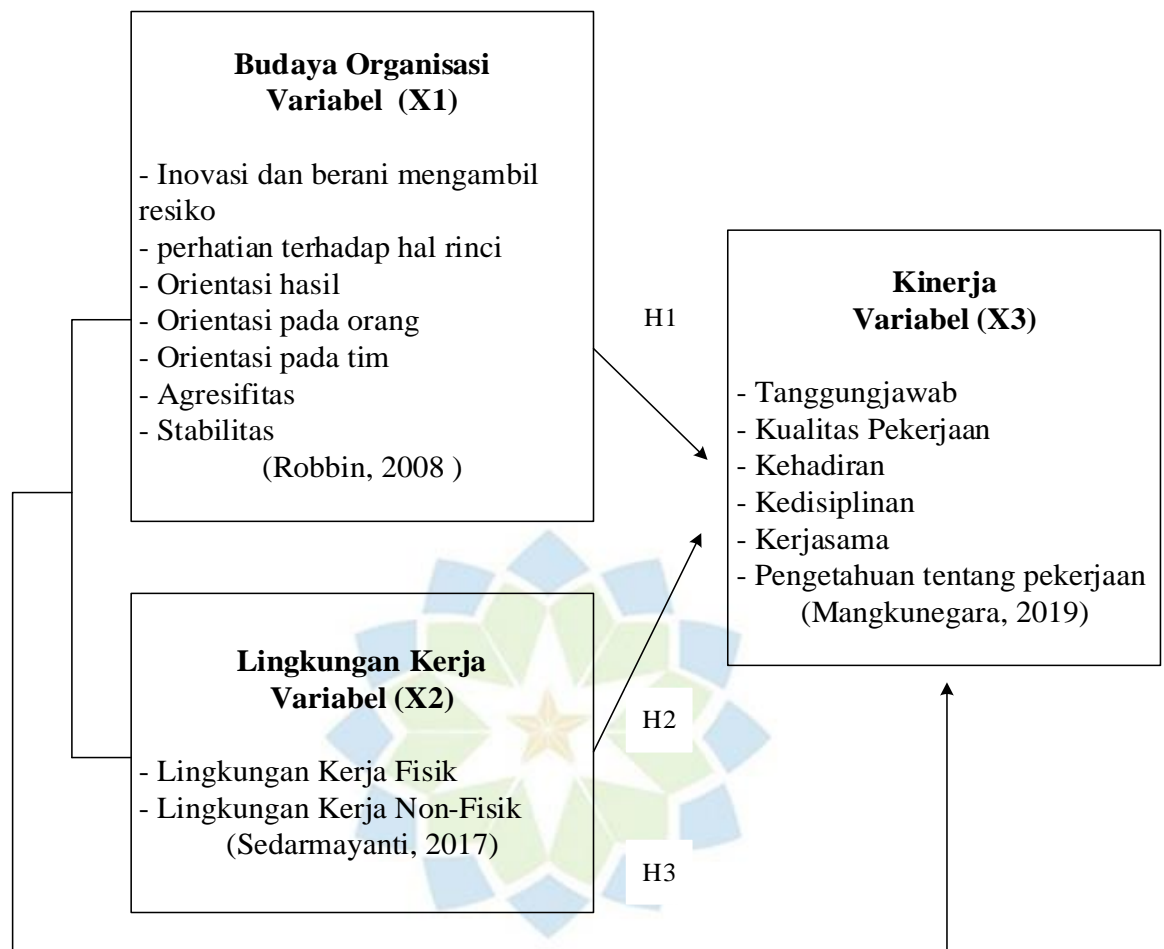 Budaya Organisasi
Variabel (X1)
- Inovasi dan berani mengambil
resiko
- perhatian terhadap hal rinci
- Orientasi hasil
- Orientasi pada orang
- Orientasi pada tim
- Agresifitas
- Stabilitas
(Robbin, 2008 )
H1
Kinerja
Variabel (X3)
- Tanggungjawab
- Kualitas Pekerjaan
- Kehadiran
- Kedisiplinan
- Kerjasama
- Pengetahuan tentang pekerjaan
(Mangkunegara, 2019)
Lingkungan Kerja
Variabel (X2)
- Lingkungan Kerja Fisik
- Lingkungan Kerja Non-Fisik
(Sedarmayanti, 2017)
H2
H3